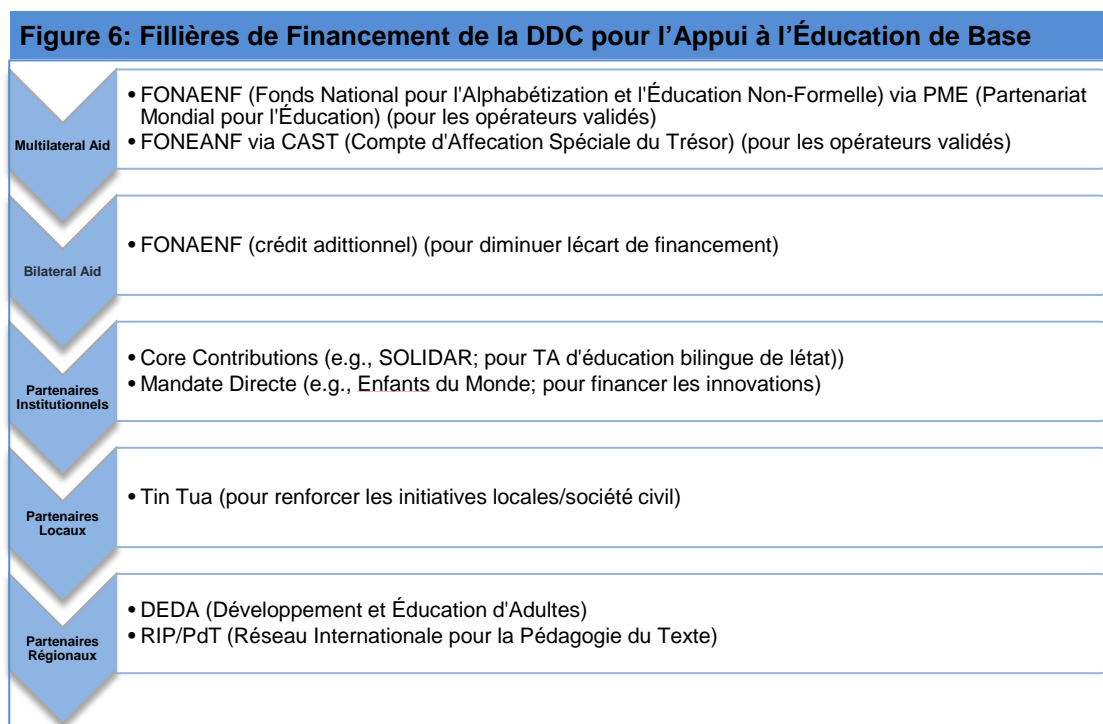 Figure 6: Fillières de Financement de la DDC pour l'Appui à l'Éducation de Base
Multilateral Aid
• FONAENF (Fonds National pour l'Alphabétization et l'Éducation Non-Formelle) via PME (Partenariat
Mondial pour l'Éducation) (pour les opérateurs validés)
• FONEANF via CAST (Compte d'Affecation Spéciale du Trésor) (pour les opérateurs validés)
Bilateral Aid
• FONAENF (crédit adittionnel) (pour diminuer lécart de financement)
Partenaires
Institutionnels
• Core Contributions (e.g., SOLIDAR; pour TA d'éducation bilingue de létat))
• Mandate Directe (e.g., Enfants du Monde; pour financer les innovations)
Partenaires
Locaux
• Tin Tua (pour renforcer les initiatives locales/société civil)
Partenaires
Régionaux
• DEDA (Développement et Éducation d'Adultes)
• RIP/PdT (Réseau Internationale pour la Pédagogie du Texte)